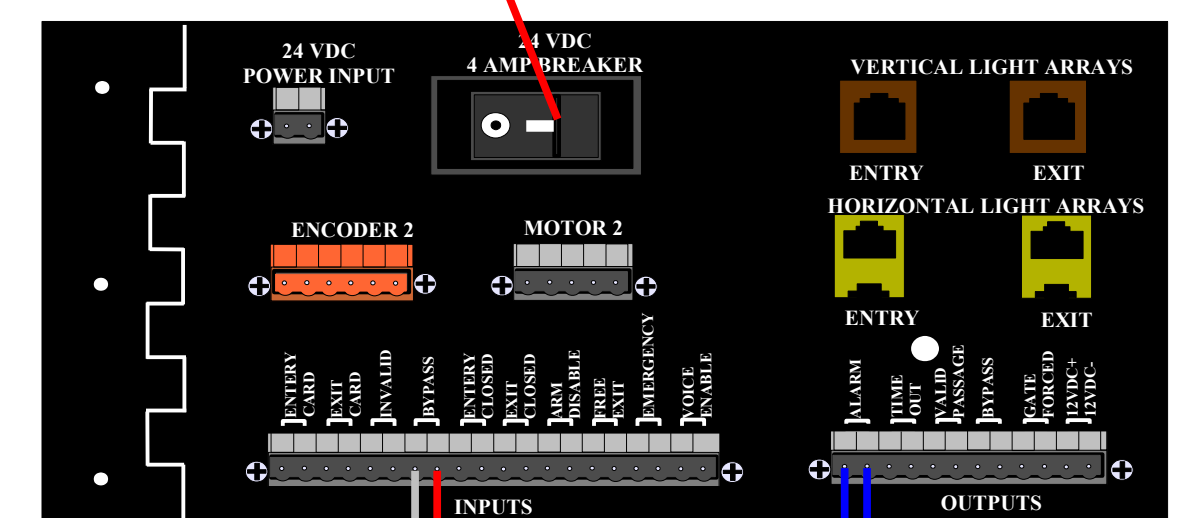 24 VDC
POWER INPUT
24 VDC
4 AMP BREAKER
VERTICAL LIGHT ARRAYS
ENTRY
EXIT
HORIZONTAL LIGHT ARRAYS
ENCODER 2
MOTOR 2
ENTRY
EXIT
ENTERY
CARD
EXIT
CARD
INVALID
BYPASS
ENTERY
CLOSED
EXIT
CLOSED
ARM
DISABLE
FREE
EXIT
EMERGENCY
VOICE
ENABLE
ALARM
TIME
OUT
VALID
PASSAGE
BYPASS
GATE
FORCED
12VDC+
12VDC-
INPUTS
OUTPUTS